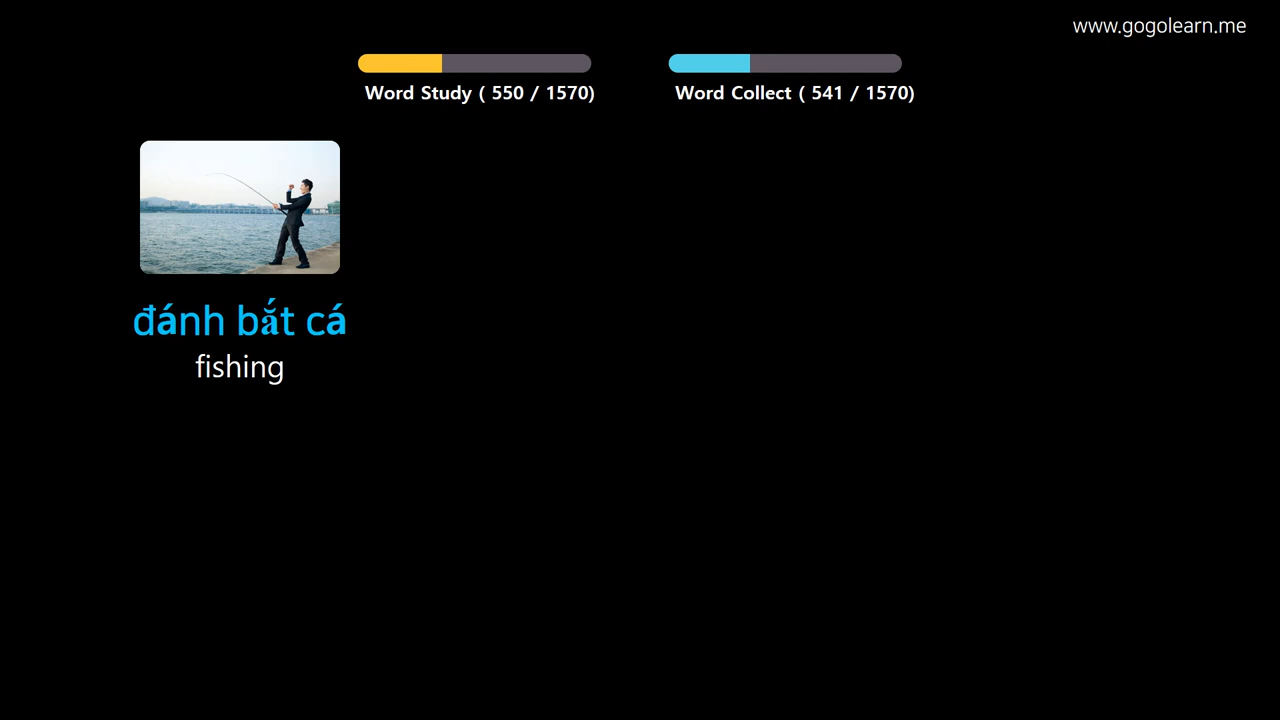 www.gogolearn.me
Word Study ( 550 / 1570)
Word Collect ( 541 / 1570)
đánh bắt cá
fishing